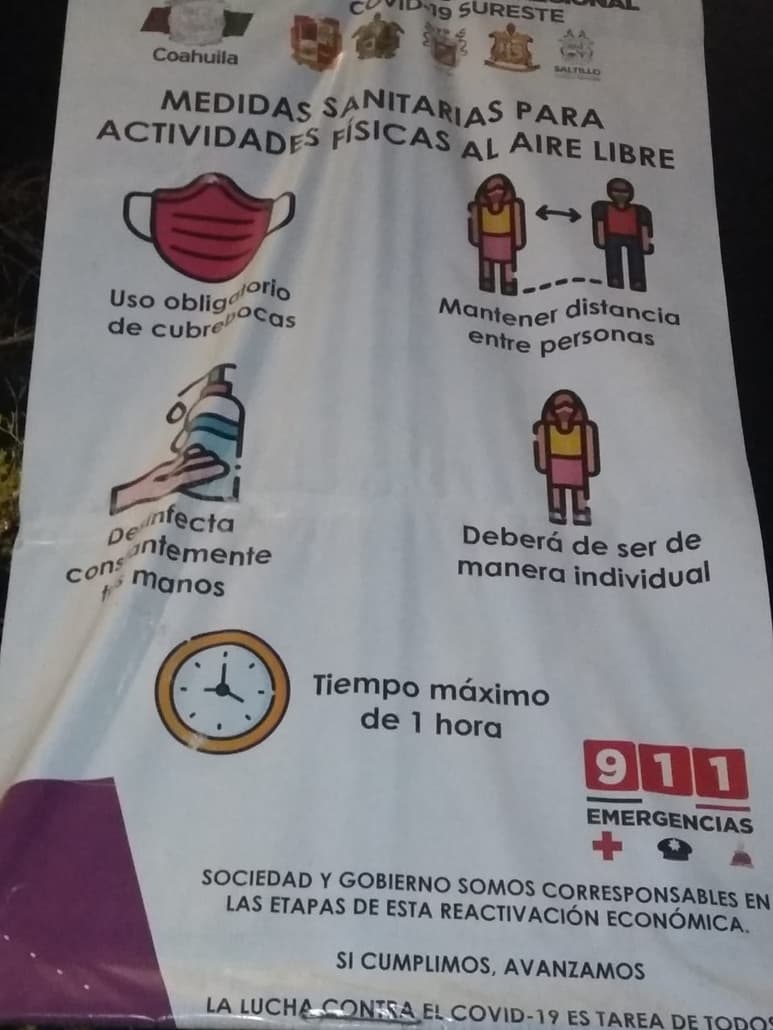 COVID-19 SURESTE
Coahuila
SALTILLO
MEDIDAS SANITARIAS PARA
ACTIVIDADES FÍSICAS AL AIRE LIBRE
Uso obligatorio
de cubrebocas
Mantener distancia
entre personas
Desinfecta
constantemente
tus manos
Deberá de ser de
manera individual
Tiempo máximo
de 1 hora
911
EMERGENCIAS
SOCIEDAD Y GOBIERNO SOMOS CORRESPONSABLES EN
LAS ETAPAS DE ESTA REACTIVACIÓN ECONÓMICA.
SI CUMPLIMOS, AVANZAMOS
LA LUCHA CONTRA EL COVID-19 ES TAREA DE TODOS